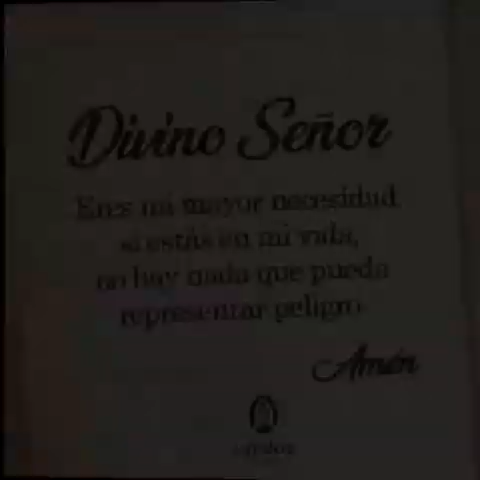 Divino Señor
Eres mi mayor necesidad
si estás en mi vida,
no hay nada que pueda
representar peligro
Amén